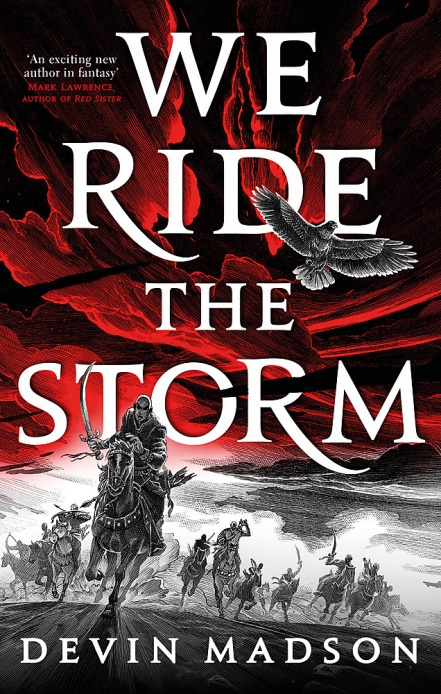 'An exciting new
author in fantasy'
MARK LAWRENCE,
AUTHOR OF RED SISTER
WE
RIDE
THE
STORM
DEVIN MADSON